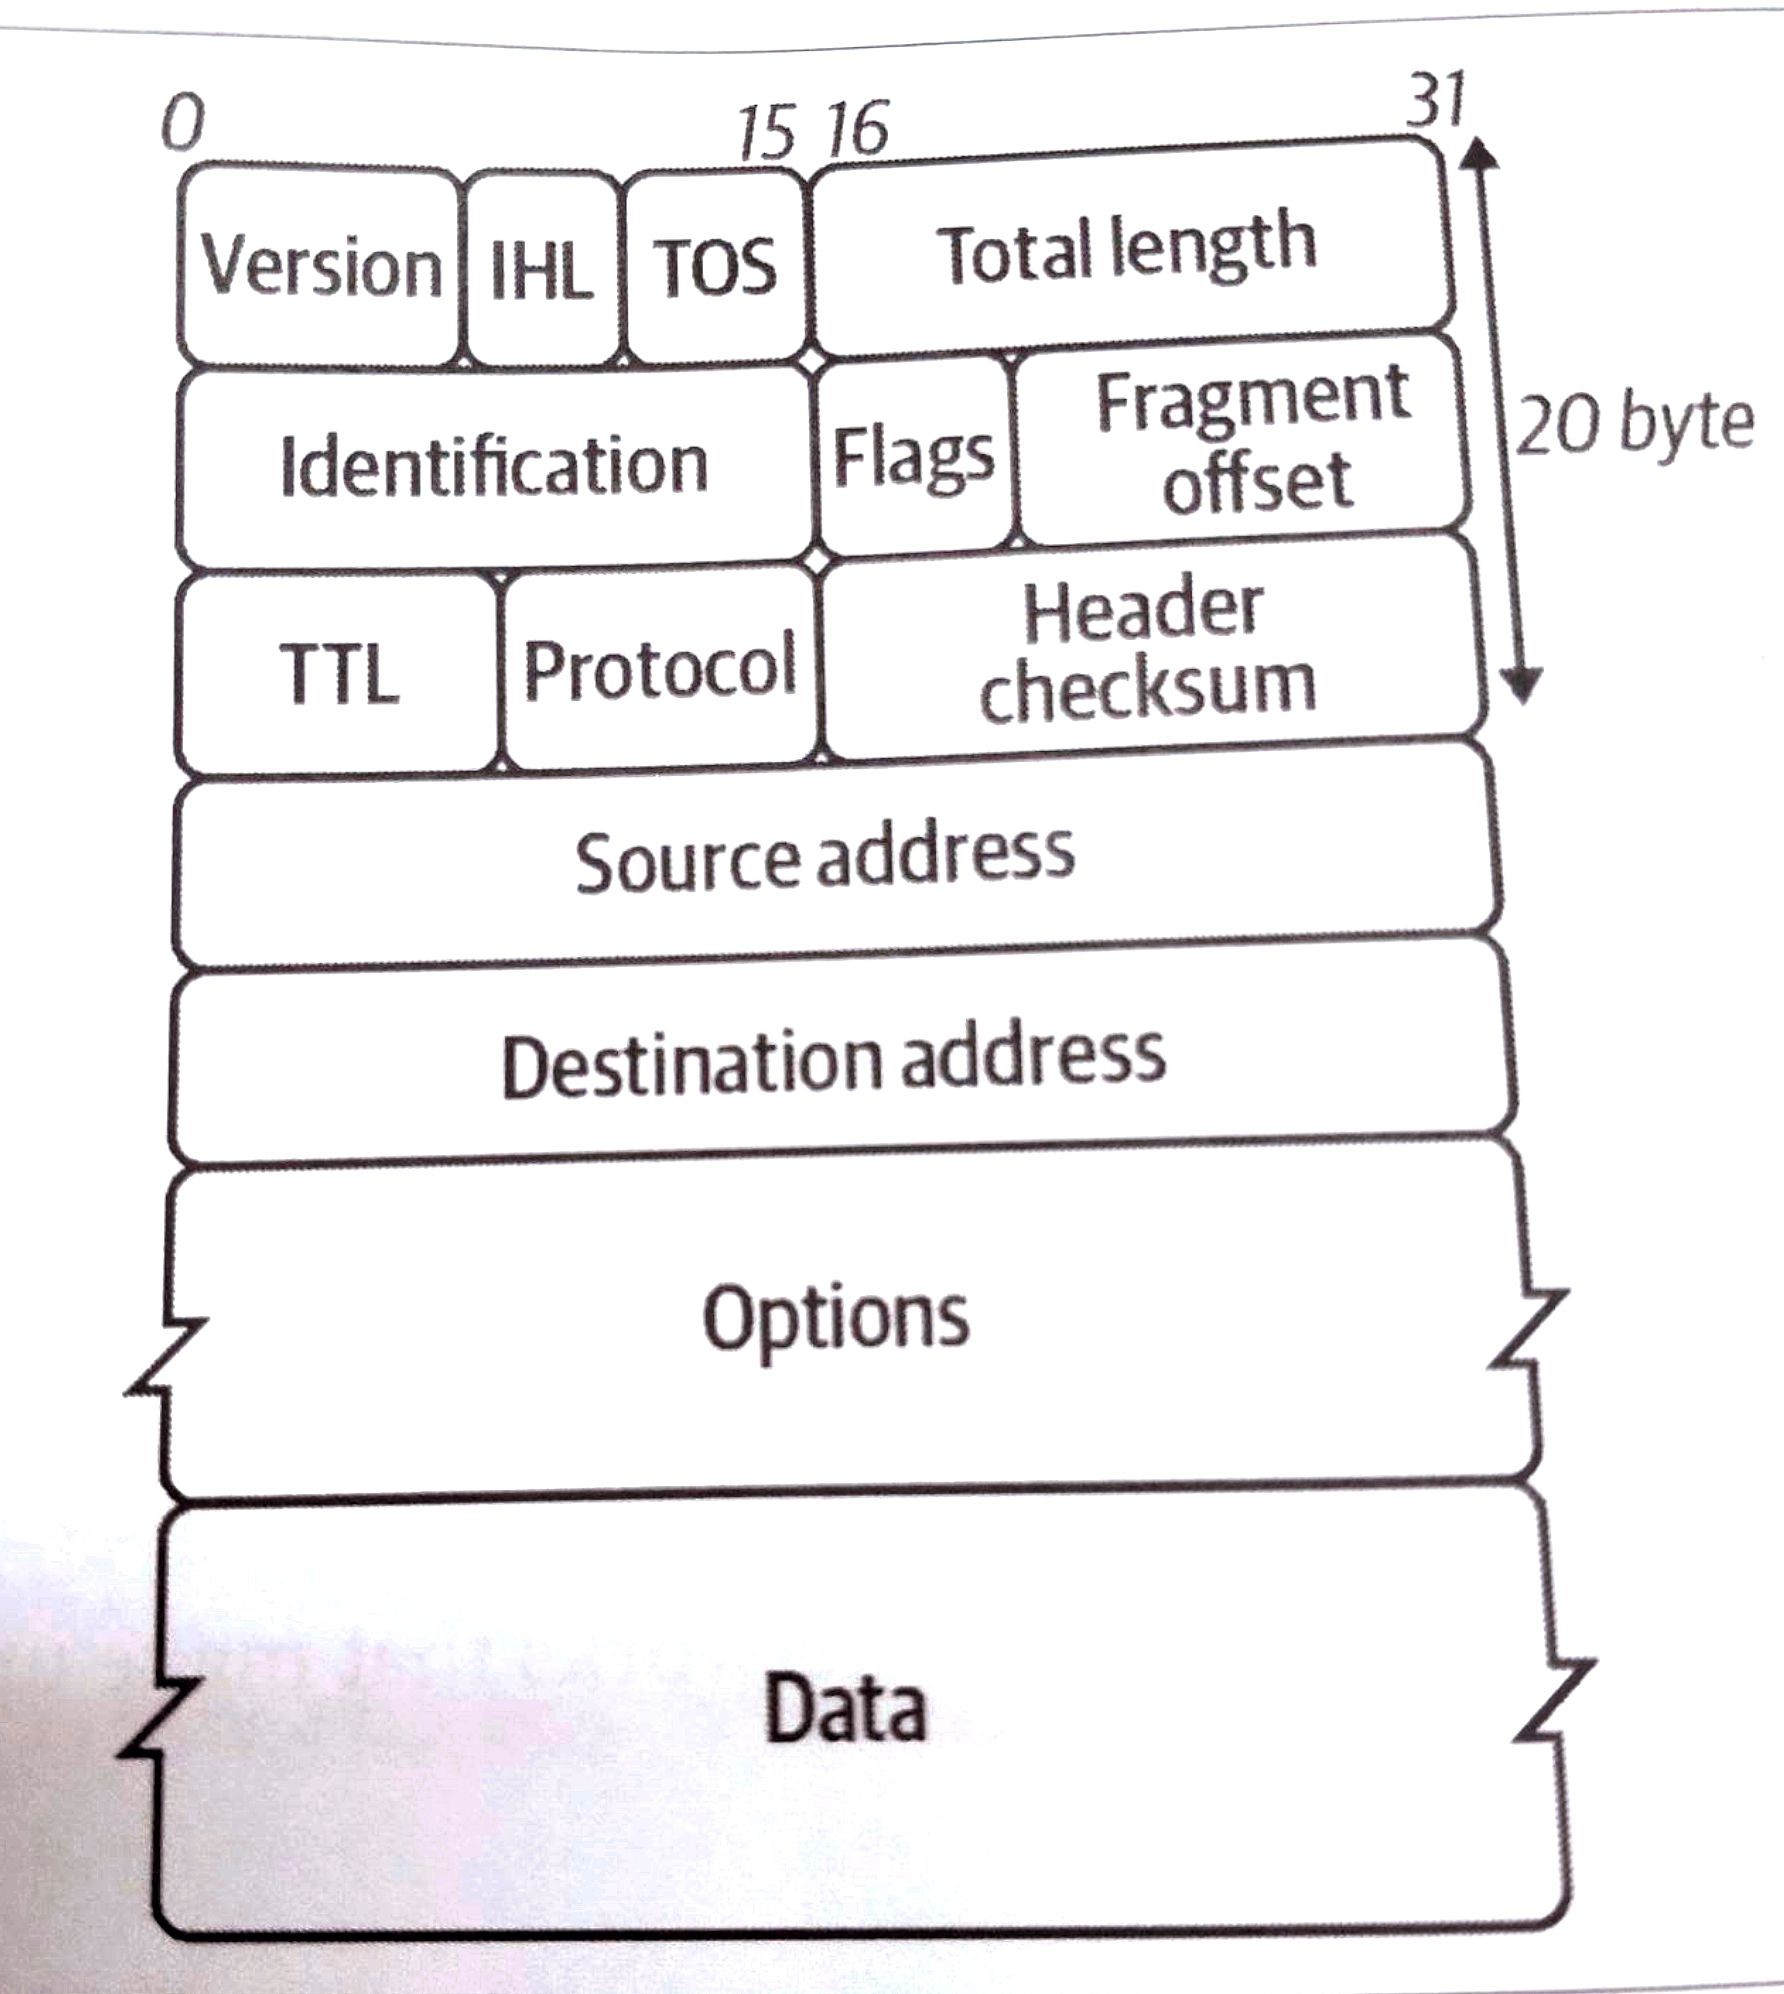 0 15 16 31
Version IHL TOS Total length
20 byte
Identification Flags Fragment
offset
TTL Protocol Header
checksum
Source address
Destination address
Options
Data